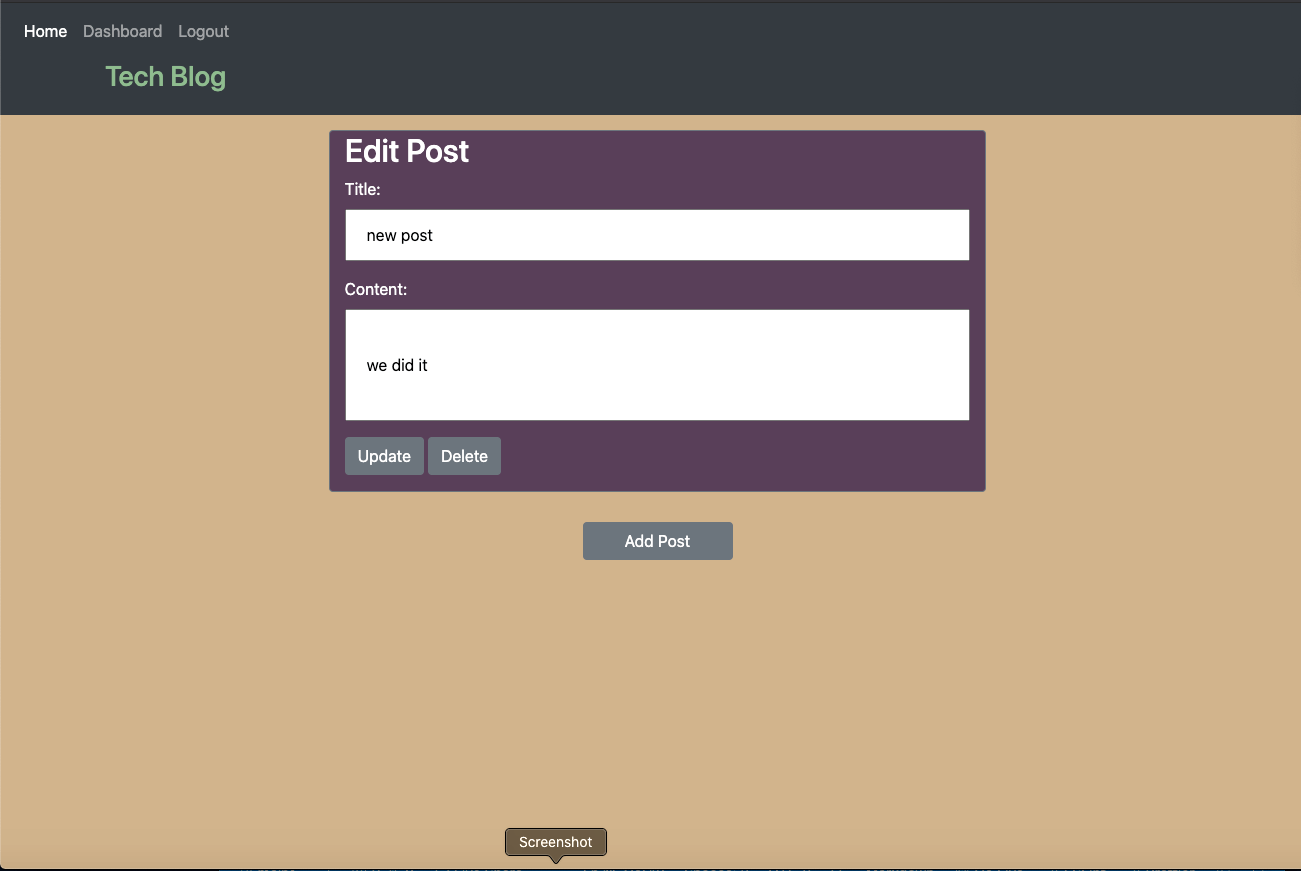 Home Dashboard Logout
Tech Blog
Edit Post
Title:
new post
Content:
we did it
Update Delete
Add Post
Screenshot